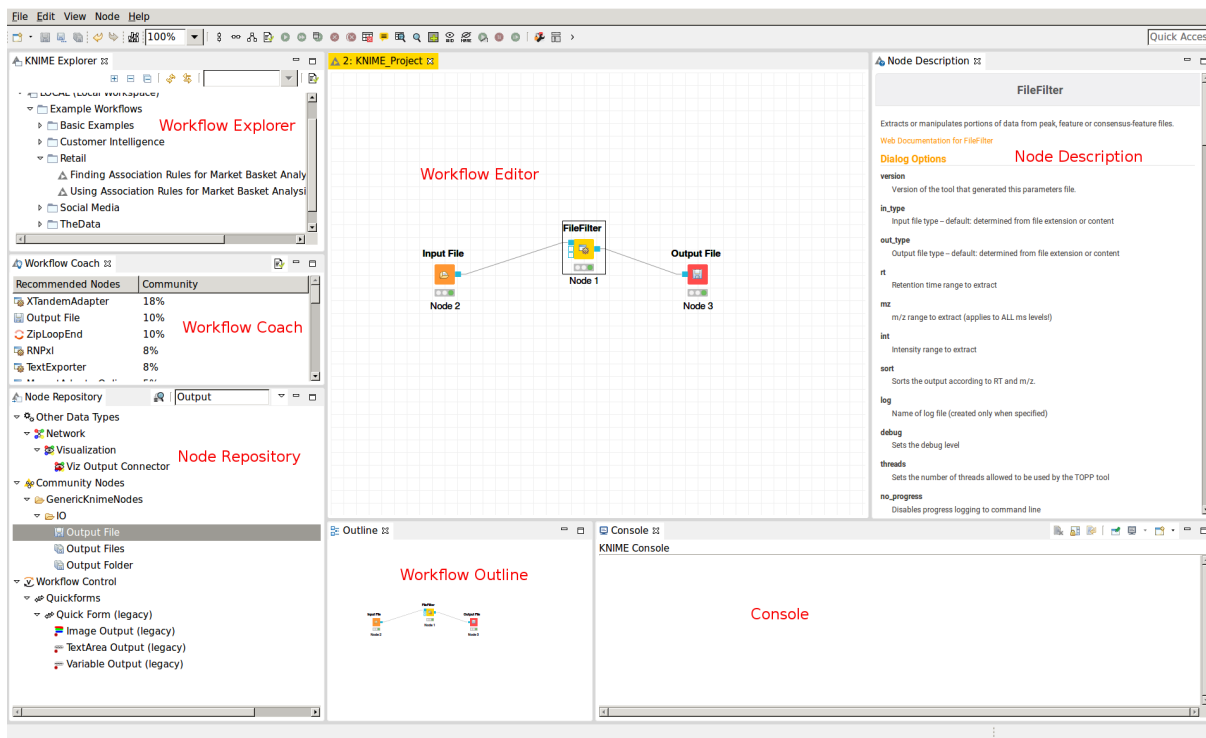 File Edit View Node Help
100%
Quick Acces
KNIME Explorer
LOCAL (Local Workspace)
Example Workflows
Basic Examples
Customer Intelligence
Retail
Finding Association Rules for Market Basket Analy
Using Association Rules for Market Basket Analysi
Social Media
TheData
Workflow Explorer
Workflow Coach
Recommended Nodes Community
XTandemAdapter 18%
Output File 10%
ZipLoopEnd 10%
RNPxl 8%
TextExporter 8%
Workflow Coach
Node Repository Output
Other Data Types
Network
Visualization
Viz Output Connector
Community Nodes
GenericKnimeNodes
IO
Output File
Output Files
Output Folder
Workflow Control
Quickforms
Quick Form (legacy)
Image Output (legacy)
TextArea Output (legacy)
Variable Output (legacy)
Node Repository
2: KNIME_Project
Workflow Editor
Input File
Node 2
FileFilter
Node 1
Output File
Node 3
Node Description
FileFilter
Extracts or manipulates portions of data from peak, feature or consensus-feature files.
Web Documentation for FileFilter
Dialog Options
Node Description
version
Version of the tool that generated this parameters file.
in_type
Input file type – default: determined from file extension or content
out_type
Output file type – default: determined from file extension or content
rt
Retention time range to extract
mz
m/z range to extract (applies to ALL ms levels!)
int
Intensity range to extract
sort
Sorts the output according to RT and m/z.
log
Name of log file (created only when specified)
debug
Sets the debug level
threads
Sets the number of threads allowed to be used by the TOPP tool
no_progress
Disables progress logging to command line
Outline
Workflow Outline
Input File
Node 2
FileFilter
Node 1
Output File
Node 3
Console
KNIME Console
Console